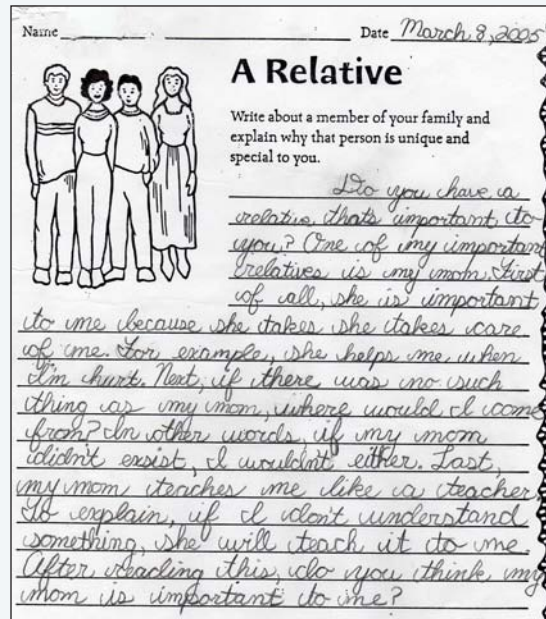 Name Date March 8, 2005
A Relative
Write about a member of your family and
explain why that person is unique and
special to you.
Do you have a
relative that's important to
you? One of my important
relatives is my mom. First
of all, she is important
to me because she takes she takes care
of me. For example, she helps me when
I'm hurt. Next, if there was no such
thing as my mom, where would I come
from? In other words, if my mom
didn't exsist, I wouldn't either. Last,
my mom teaches me like a teacher
To explain, if I don't understand
something, she will teach it to me.
After reading this, do you think my
mom is important to me?